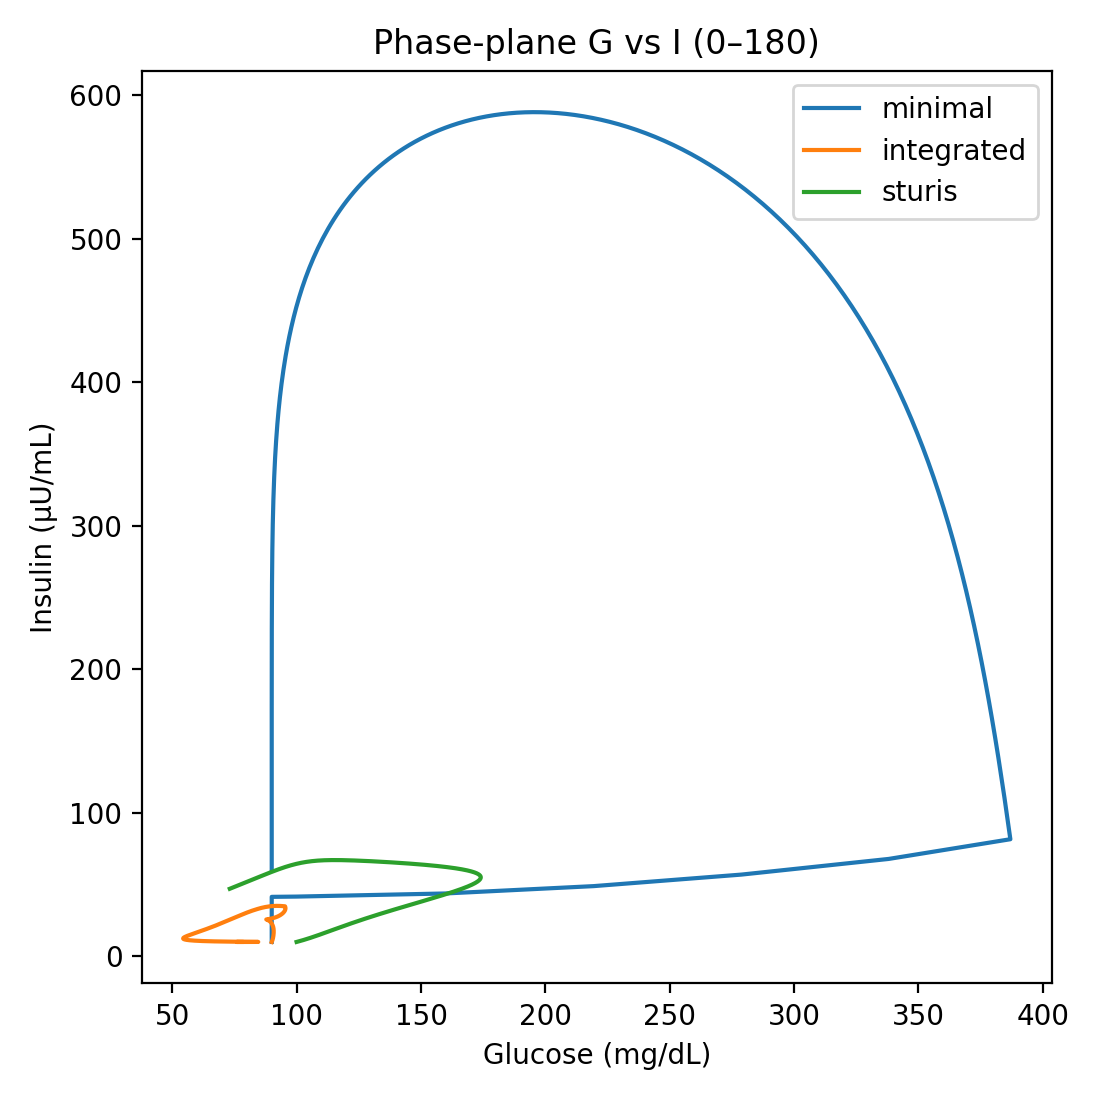 Phase-plane G vs I (0–180)
minimal
integrated
sturis
Insulin (µU/mL)
600
500
400
300
200
100
0
50 100 150 200 250 300 350 400
Glucose (mg/dL)